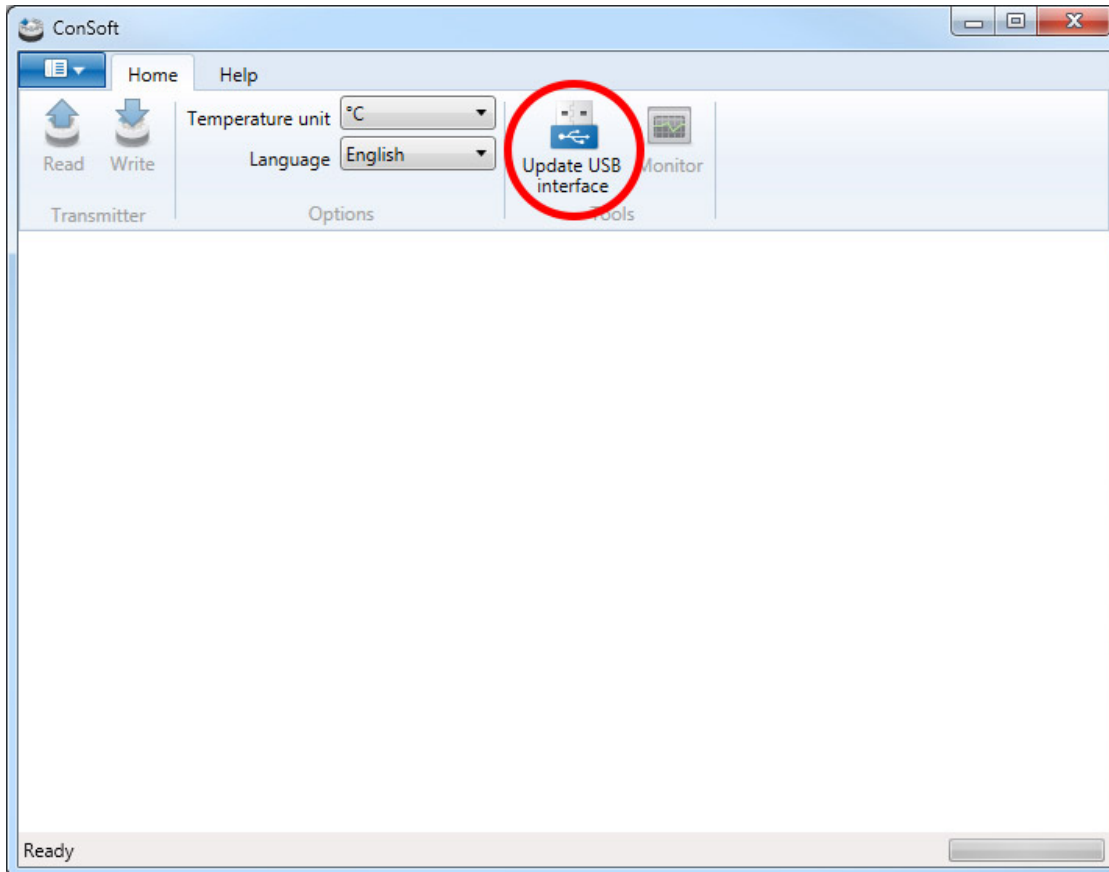 ConSoft
Home Help
Temperature unit °C
Language English
Read Write
Update USB
interface
Monitor
Transmitter Options Tools
Ready